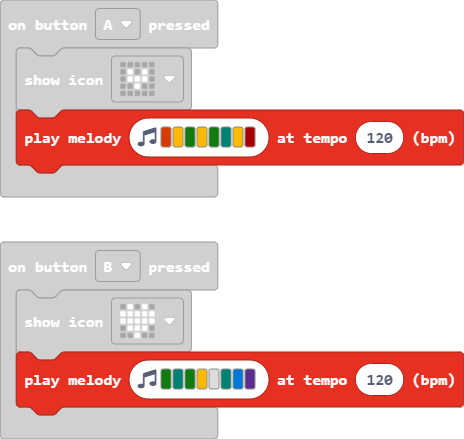 on button A pressed
show icon
play melody at tempo 120 (bpm)
on button B pressed
show icon
play melody at tempo 120 (bpm)